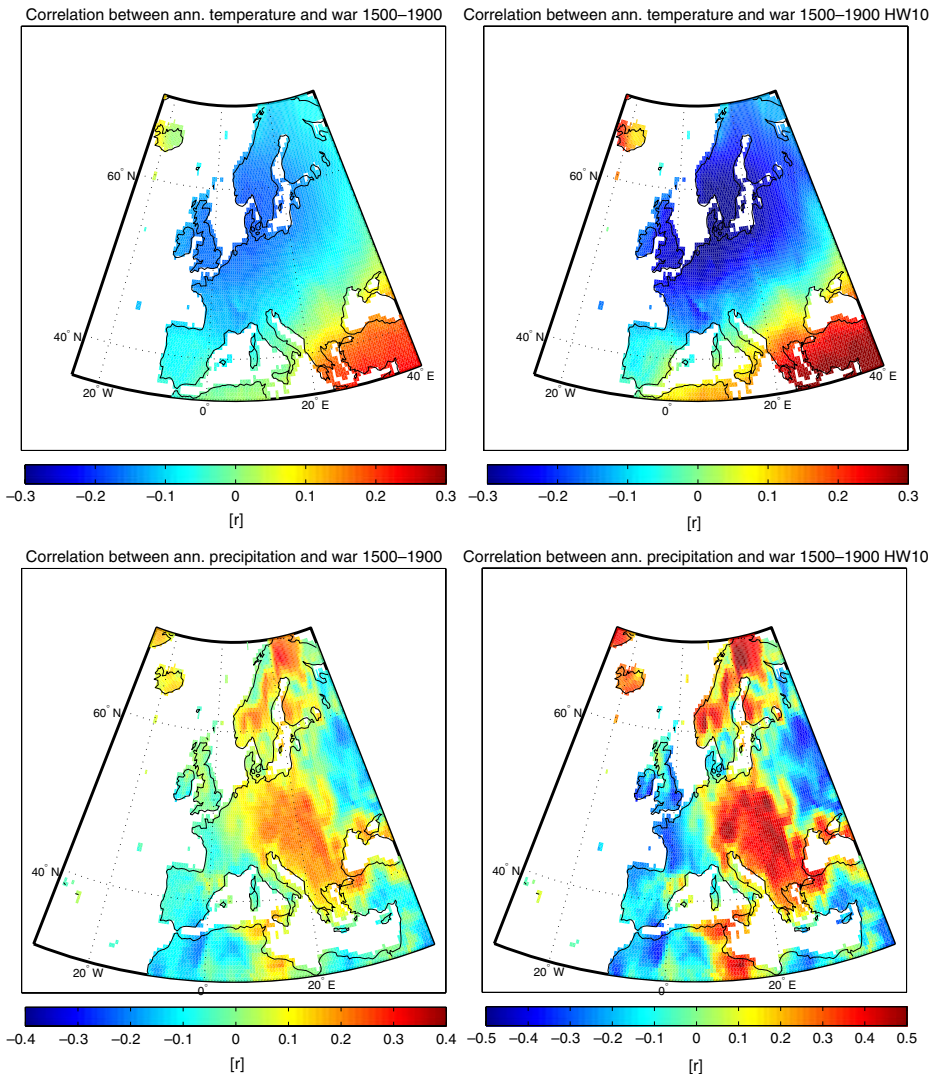 Correlation between ann. temperature and war 1500–1900
60° N
40° N
20° W
0°
20° E
40° E
−0.3 −0.2 −0.1 0 0.1 0.2 0.3
[r]
Correlation between ann. temperature and war 1500–1900 HW10
60° N
40° N
20° W
0°
20° E
40° E
−0.3 −0.2 −0.1 0 0.1 0.2 0.3
[r]
Correlation between ann. precipitation and war 1500–1900
60° N
40° N
20° W
0°
20° E
−0.4 −0.3 −0.2 −0.1 0 0.1 0.2 0.3 0.4
[r]
Correlation between ann. precipitation and war 1500–1900 HW10
60° N
40° N
20° W
0°
20° E
−0.5 −0.4 −0.3 −0.2 −0.1 0 0.1 0.2 0.3 0.4 0.5
[r]